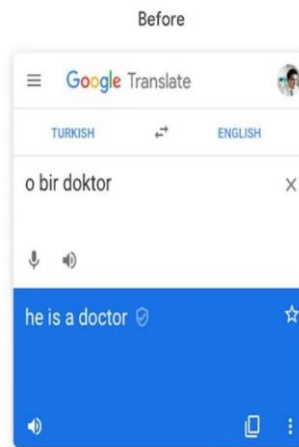 Before
Google Translate
TURKISH ENGLISH
o bir doktor
he is a doctor